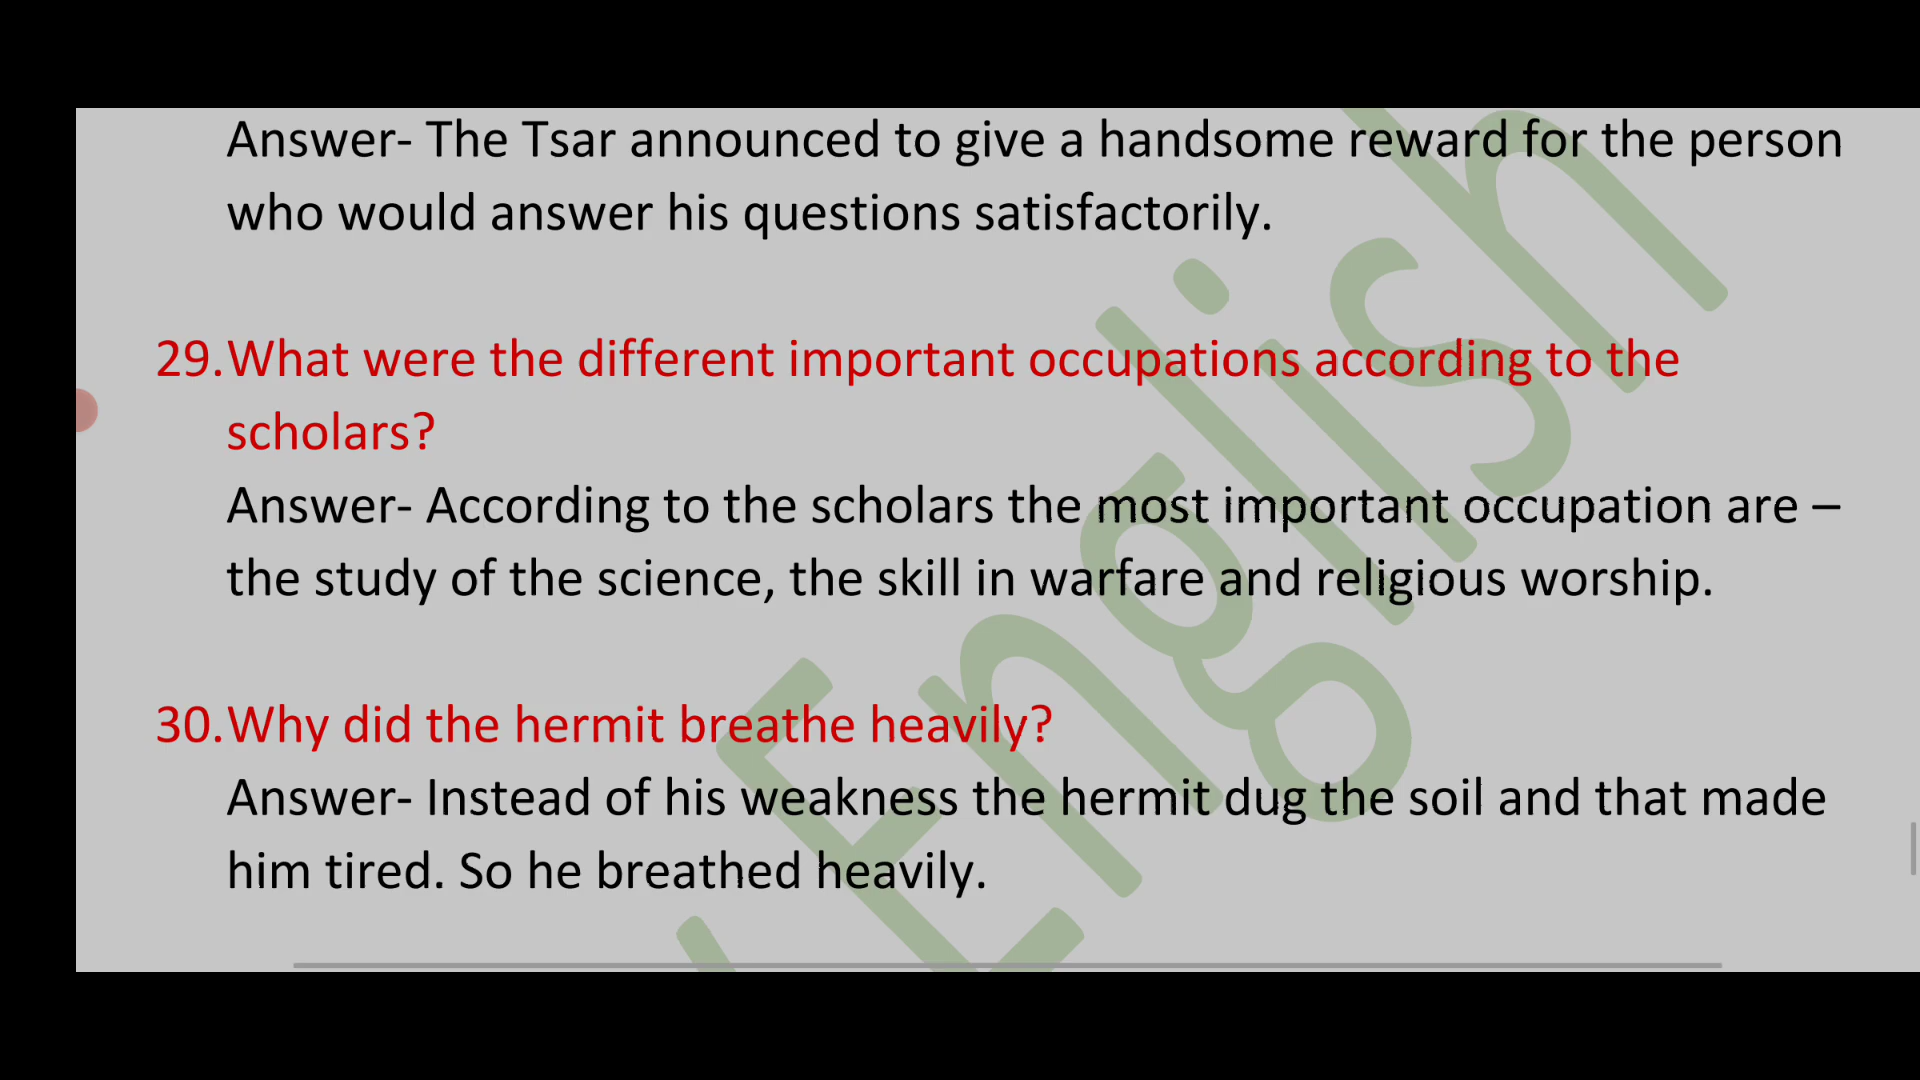 Answer- The Tsar announced to give a handsome reward for the person
who would answer his questions satisfactorily.
29.What were the different important occupations according to the
scholars?
Answer- According to the scholars the most important occupation are –
the study of the science, the skill in warfare and religious worship.
30.Why did the hermit breathe heavily?
Answer- Instead of his weakness the hermit dug the soil and that made
him tired. So he breathed heavily.
English